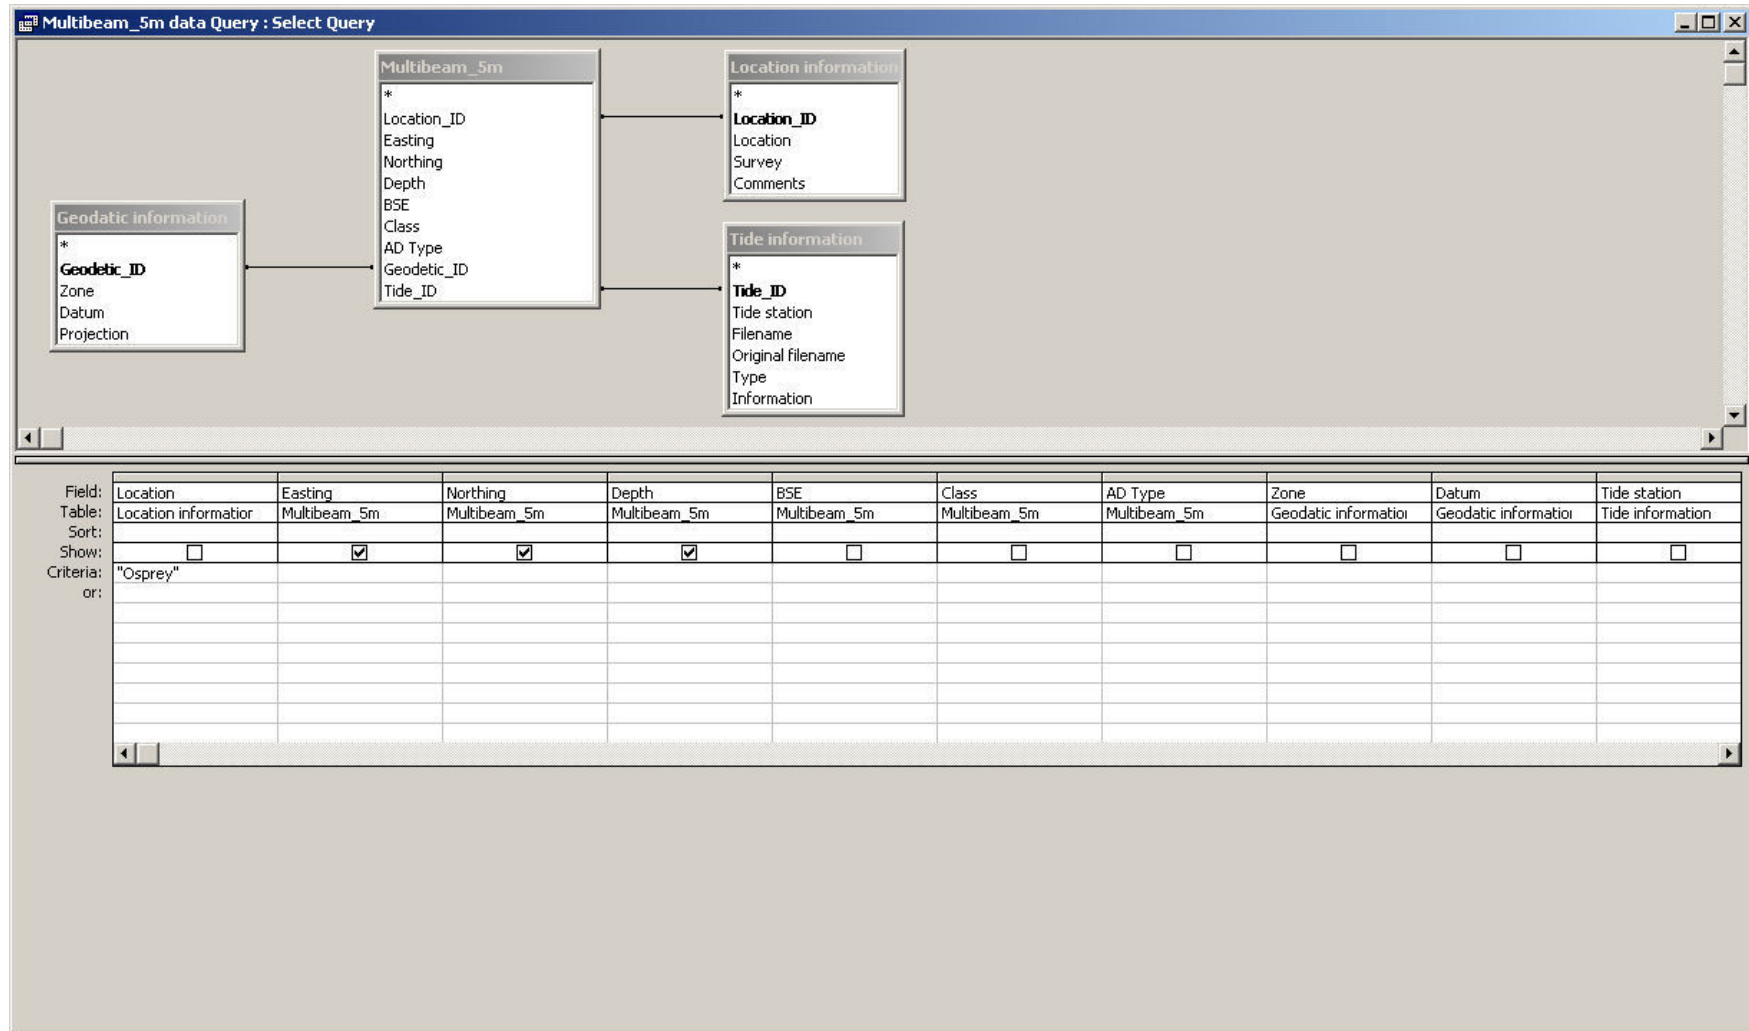 Multibeam_5m data Query : Select Query
Multibeam_5m
*
Location_ID
Easting
Northing
Depth
BSE
Class
AD Type
Geodetic_ID
Tide_ID
Location information
*
Location_ID
Location
Survey
Comments
Geodatic information
*
Geodetic_ID
Zone
Datum
Projection
Tide information
*
Tide_ID
Tide station
Filename
Original filename
Type
Information
Field: Location Easting Northing Depth BSE Class AD Type Zone Datum Tide station
Table: Location information Multibeam_5m Multibeam_5m Multibeam_5m Multibeam_5m Multibeam_5m Multibeam_5m Geodatic information Geodatic information Tide information
Sort:
Show:
Criteria: "Osprey"
or: